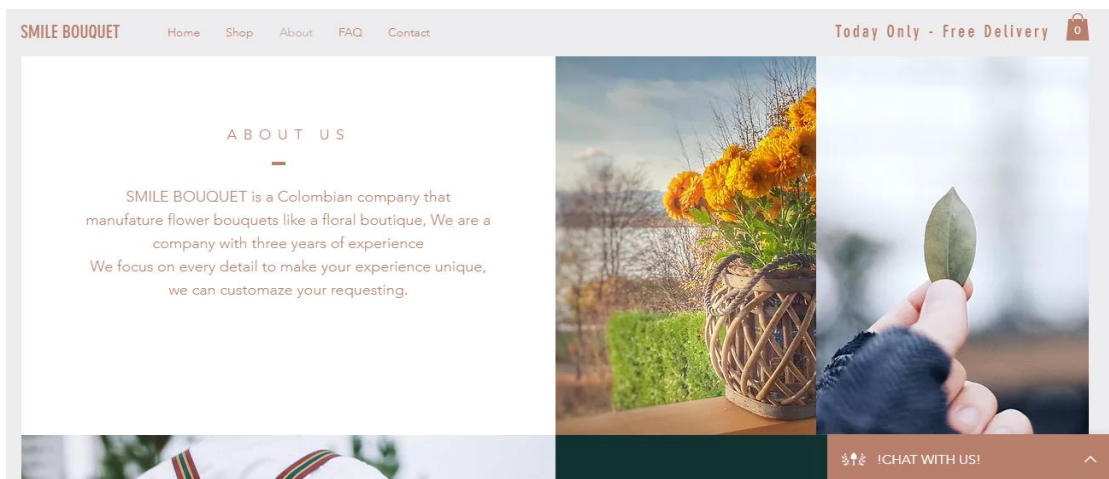 SMILE BOUQUET
Home Shop About FAQ Contact
Today Only - Free Delivery
0
ABOUT US
SMILE BOUQUET is a Colombian company that
manufature flower bouquets like a floral boutique, We are a
company with three years of experience
We focus on every detail to make your experience unique,
we can customaze your requesting.
!CHAT WITH US!